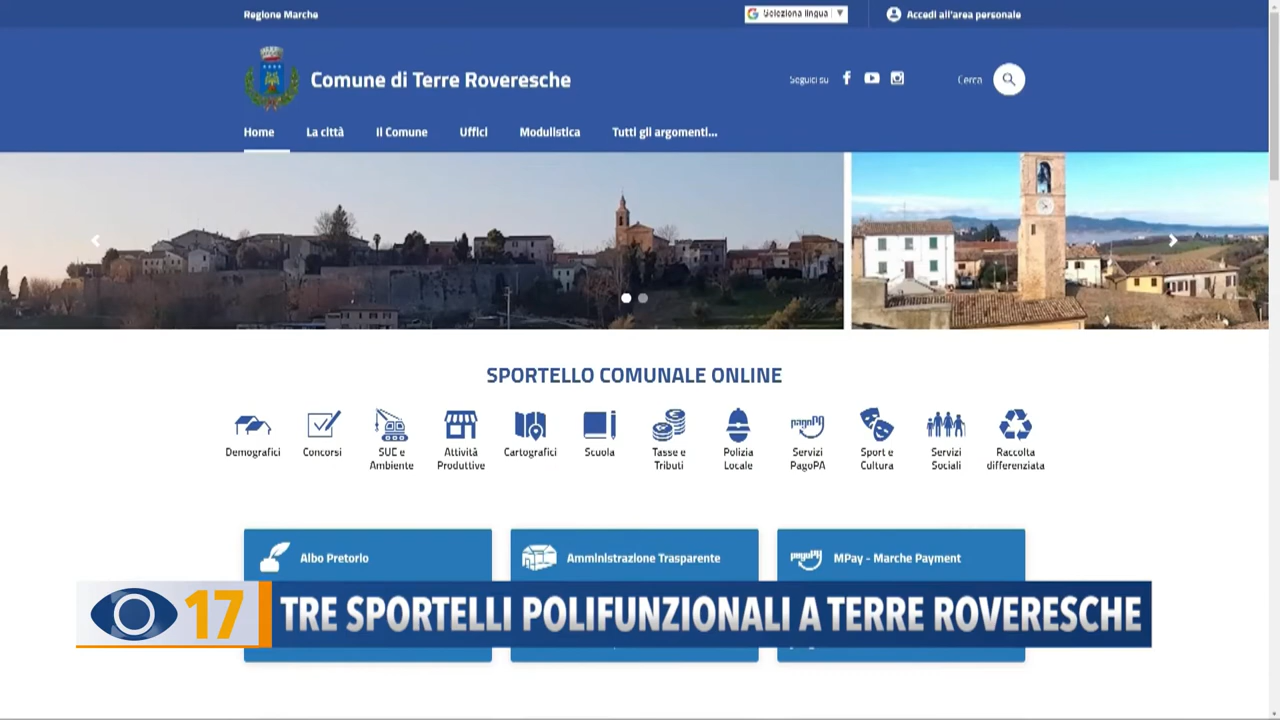 Regione Marche
Seleziona lingua
Accedi all'area personale
Comune di Terre Roveresche
Seguici su
Cerca
Home La città Il Comune Uffici Modulistica Tutti gli argomenti...
SPORTELLO COMUNALE ONLINE
Demografici
Concorsi
SUE e
Ambiente
Attività
Produttive
Cartografici
Scuola
Tasse e
Tributi
Polizia
Locale
pagoPA
Servizi
PagoPA
Sport e
Cultura
Servizi
Sociali
Raccolta
differenziata
Albo Pretorio
Amministrazione Trasparente
pagoPA
MPay - Marche Payment
17
TRE SPORTELLI POLIFUNZIONALI A TERRE ROVERESCHE